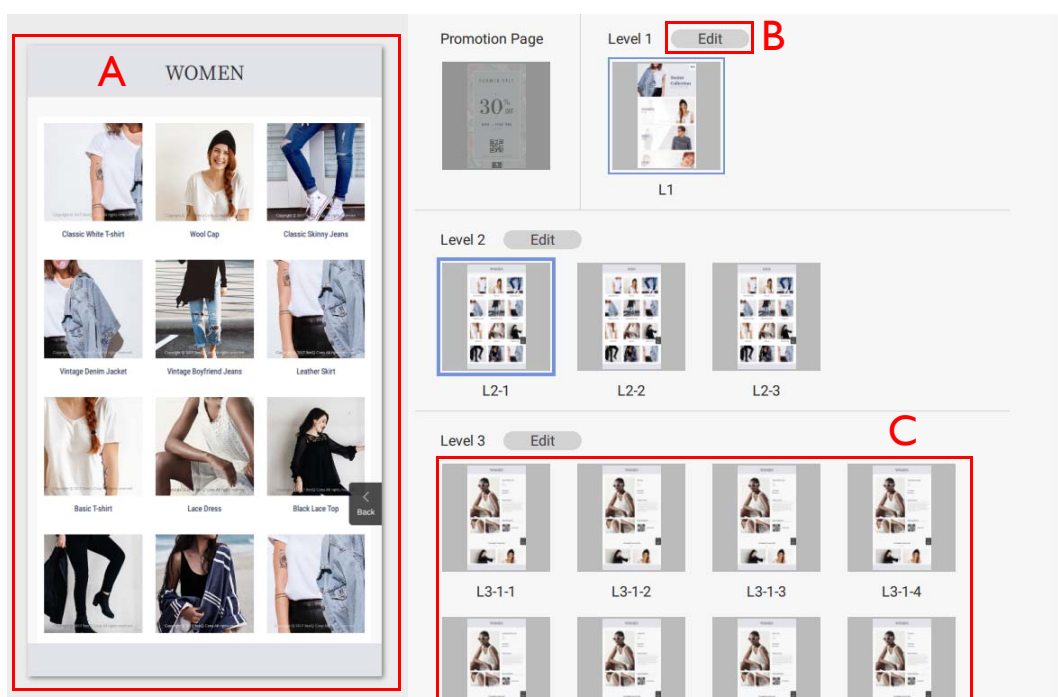 A
WOMEN
Classic White T-shirt
Wool Cap
Classic Skinny Jeans
Vintage Denim Jacket
Vintage Boyfriend Jeans
Leather Skirt
Basic T-shirt
Lace Dress
Black Lace Top
Back
Promotion Page
30% OFF
Level 1
Edit
B
L1
Level 2
Edit
L2-1
L2-2
L2-3
Level 3
Edit
C
L3-1-1
L3-1-2
L3-1-3
L3-1-4